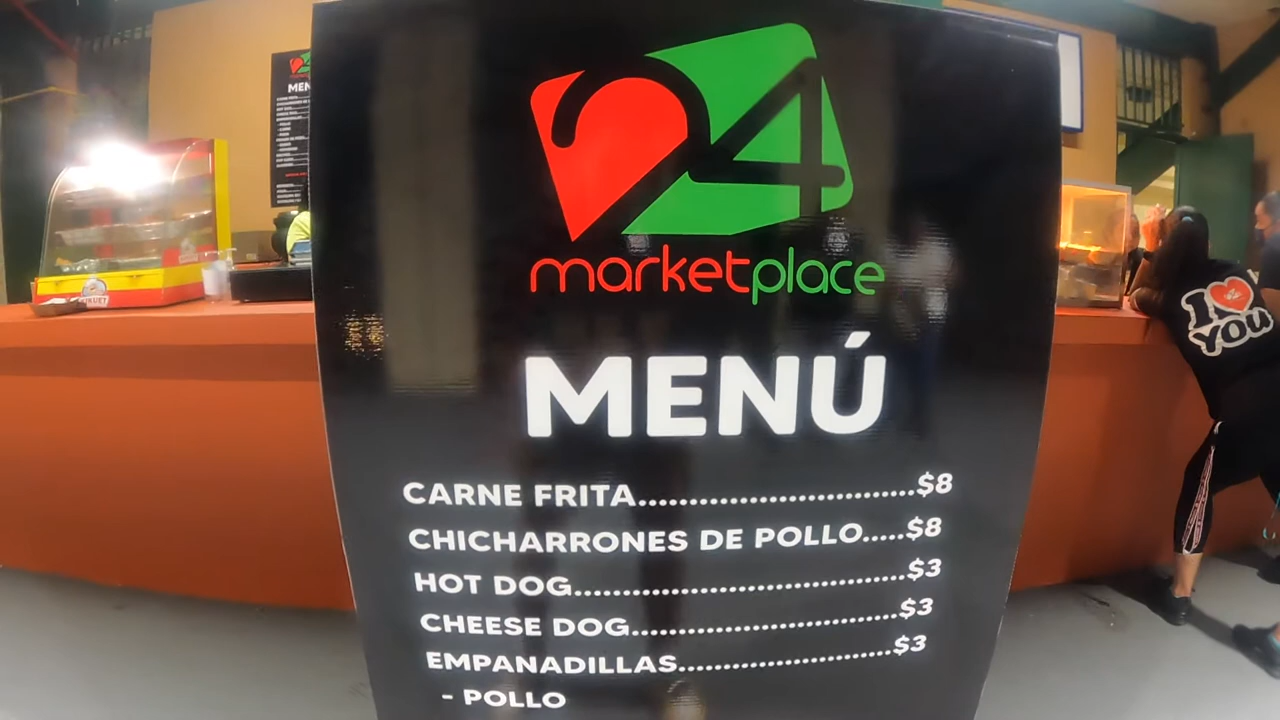 24
marketplace
MENÚ
CARNE FRITA..............................$8
CHICHARRONES DE POLLO.....$8
HOT DOG....................................$3
CHEESE DOG.............................$3
EMPANADILLAS.......................$3
- POLLO
I
YOU